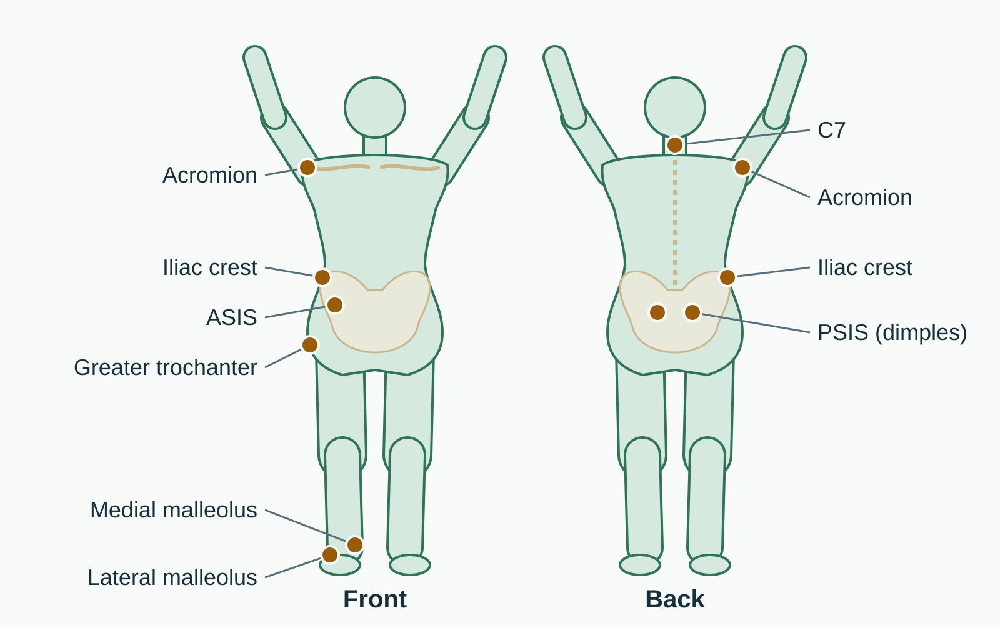 Acromion
Iliac crest
ASIS
Greater trochanter
Medial malleolus
Lateral malleolus
Front
C7
Acromion
Iliac crest
PSIS (dimples)
Back